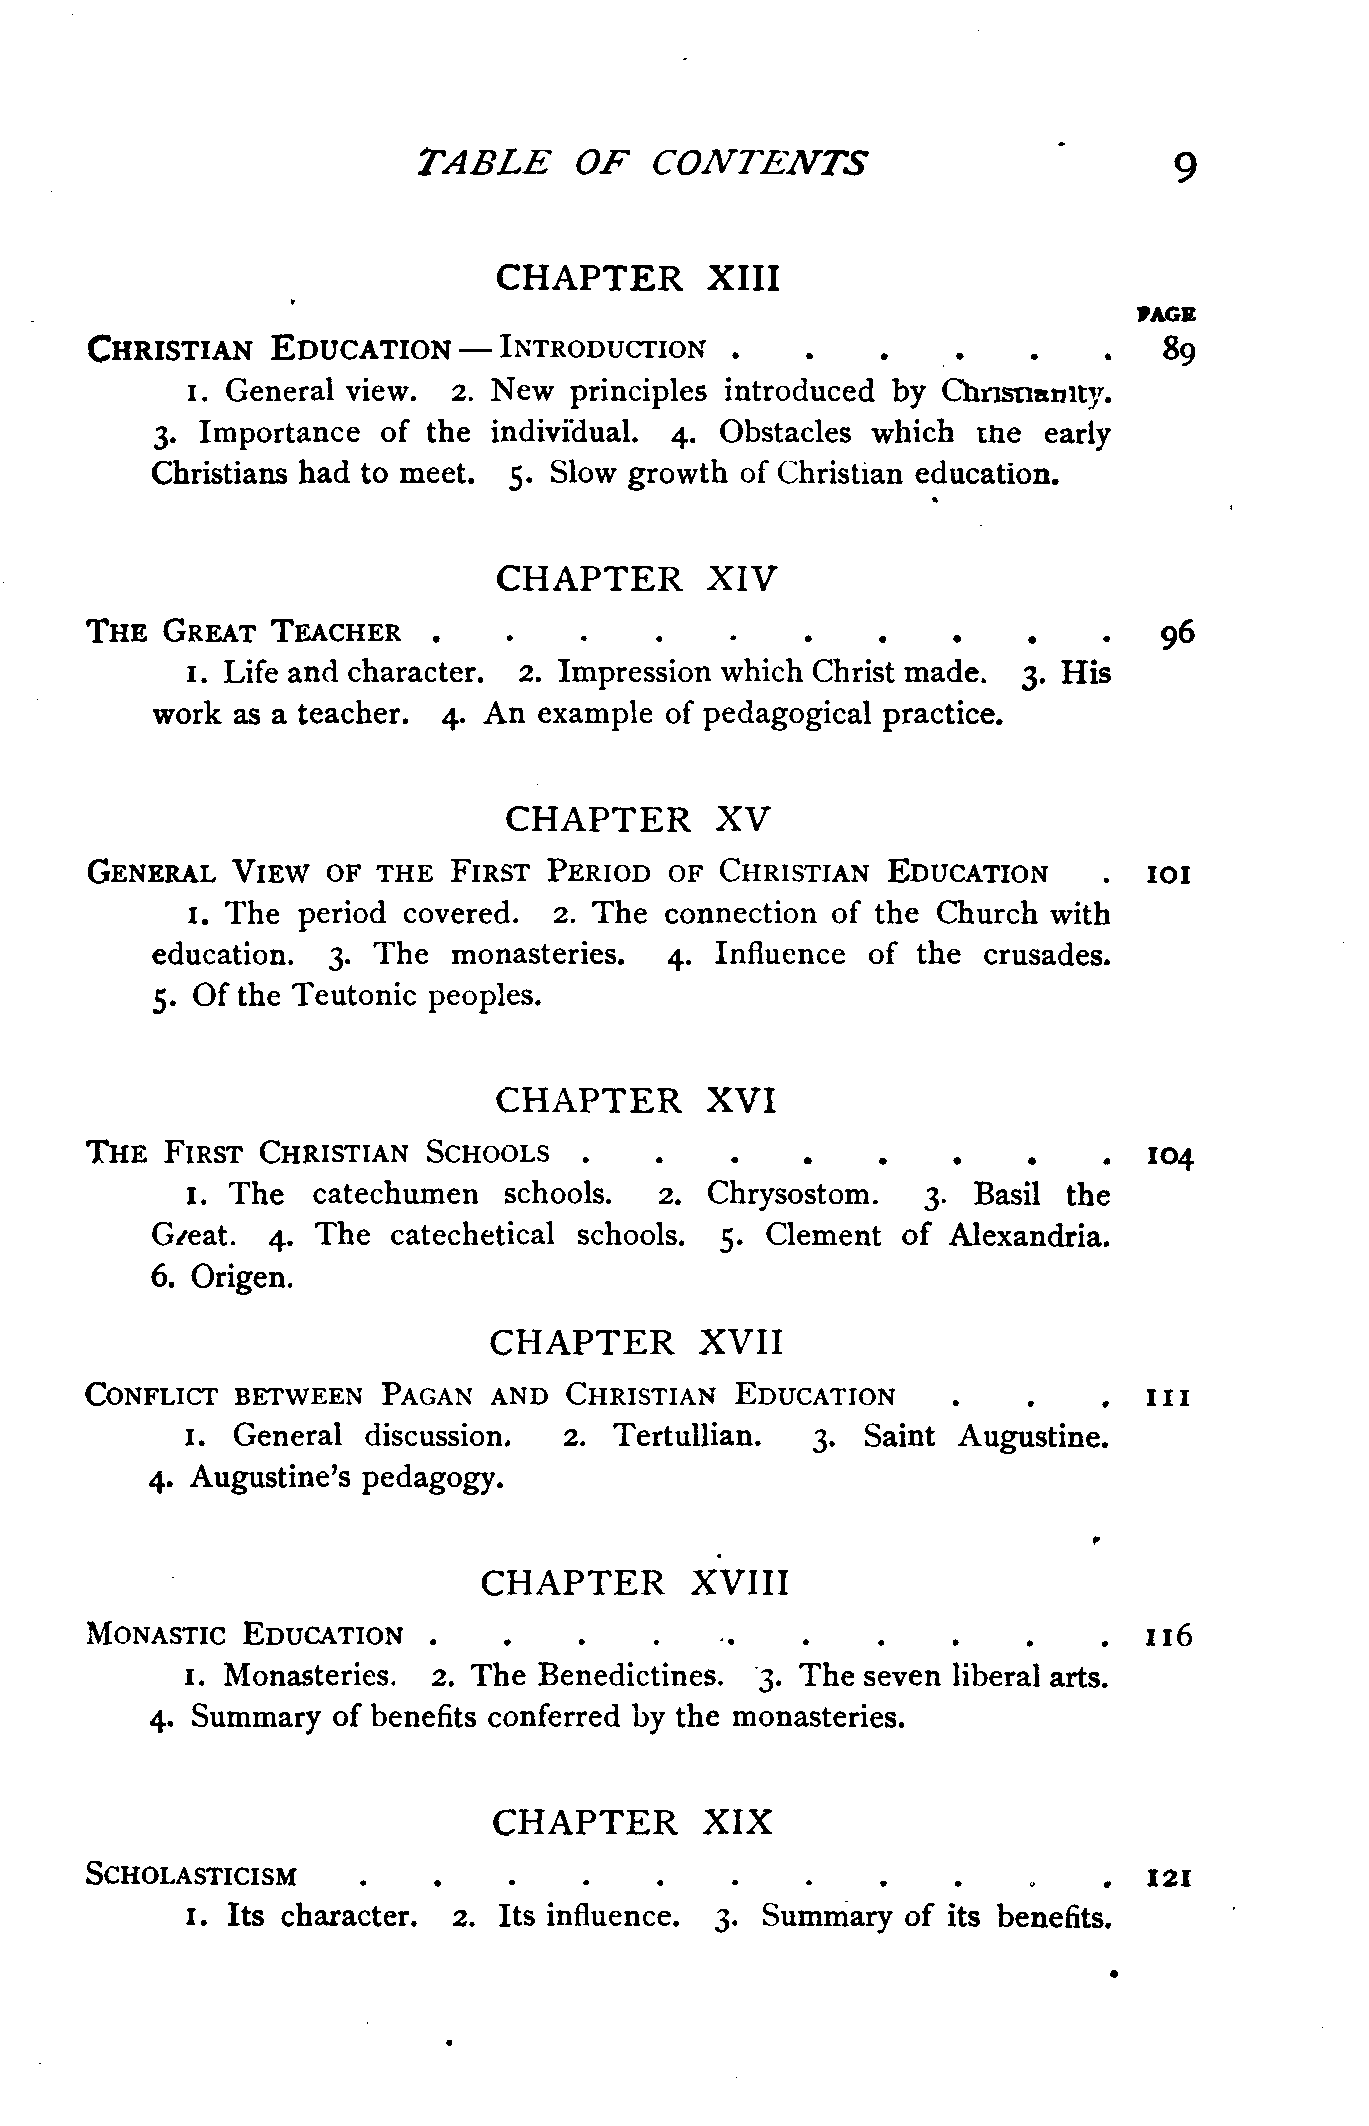 TABLE OF CONTENTS 9
CHAPTER XIII
PAGE
CHRISTIAN EDUCATION — INTRODUCTION . . . . . . 89
1. General view. 2. New principles introduced by Christianity.
3. Importance of the individual. 4. Obstacles which the early
Christians had to meet. 5. Slow growth of Christian education.
CHAPTER XIV
THE GREAT TEACHER . . . . . . . . . . 96
1. Life and character. 2. Impression which Christ made. 3. His
work as a teacher. 4. An example of pedagogical practice.
CHAPTER XV
GENERAL VIEW OF THE FIRST PERIOD OF CHRISTIAN EDUCATION . 101
1. The period covered. 2. The connection of the Church with
education. 3. The monasteries. 4. Influence of the crusades.
5. Of the Teutonic peoples.
CHAPTER XVI
THE FIRST CHRISTIAN SCHOOLS . . . . . . . . 104
1. The catechumen schools. 2. Chrysostom. 3. Basil the
Great. 4. The catechetical schools. 5. Clement of Alexandria.
6. Origen.
CHAPTER XVII
CONFLICT BETWEEN PAGAN AND CHRISTIAN EDUCATION . . . 111
1. General discussion. 2. Tertullian. 3. Saint Augustine.
4. Augustine's pedagogy.
CHAPTER XVIII
MONASTIC EDUCATION . . . . . . . . . . 116
1. Monasteries. 2. The Benedictines. 3. The seven liberal arts.
4. Summary of benefits conferred by the monasteries.
CHAPTER XIX
SCHOLASTICISM . . . . . . . . . . . 121
1. Its character. 2. Its influence. 3. Summary of its benefits.